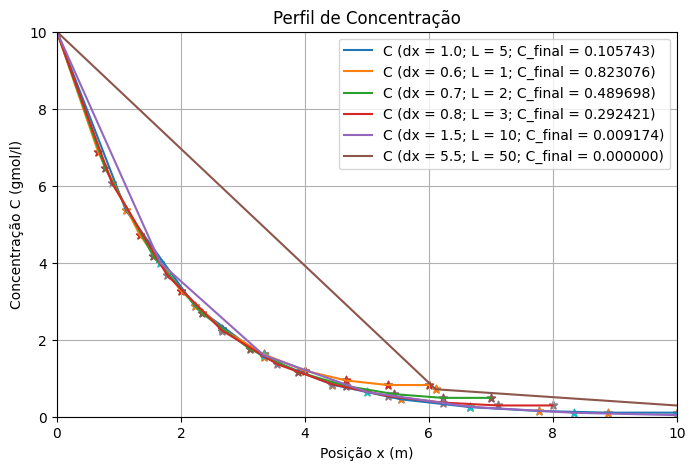 Perfil de Concentração
C (dx = 1.0; L = 5; C_final = 0.105743)
C (dx = 0.6; L = 1; C_final = 0.823076)
C (dx = 0.7; L = 2; C_final = 0.489698)
C (dx = 0.8; L = 3; C_final = 0.292421)
C (dx = 1.5; L = 10; C_final = 0.009174)
C (dx = 5.5; L = 50; C_final = 0.000000)
Concentração C (gmol/l)
10
8
6
4
2
0
0 2 4 6 8 10
Posição x (m)